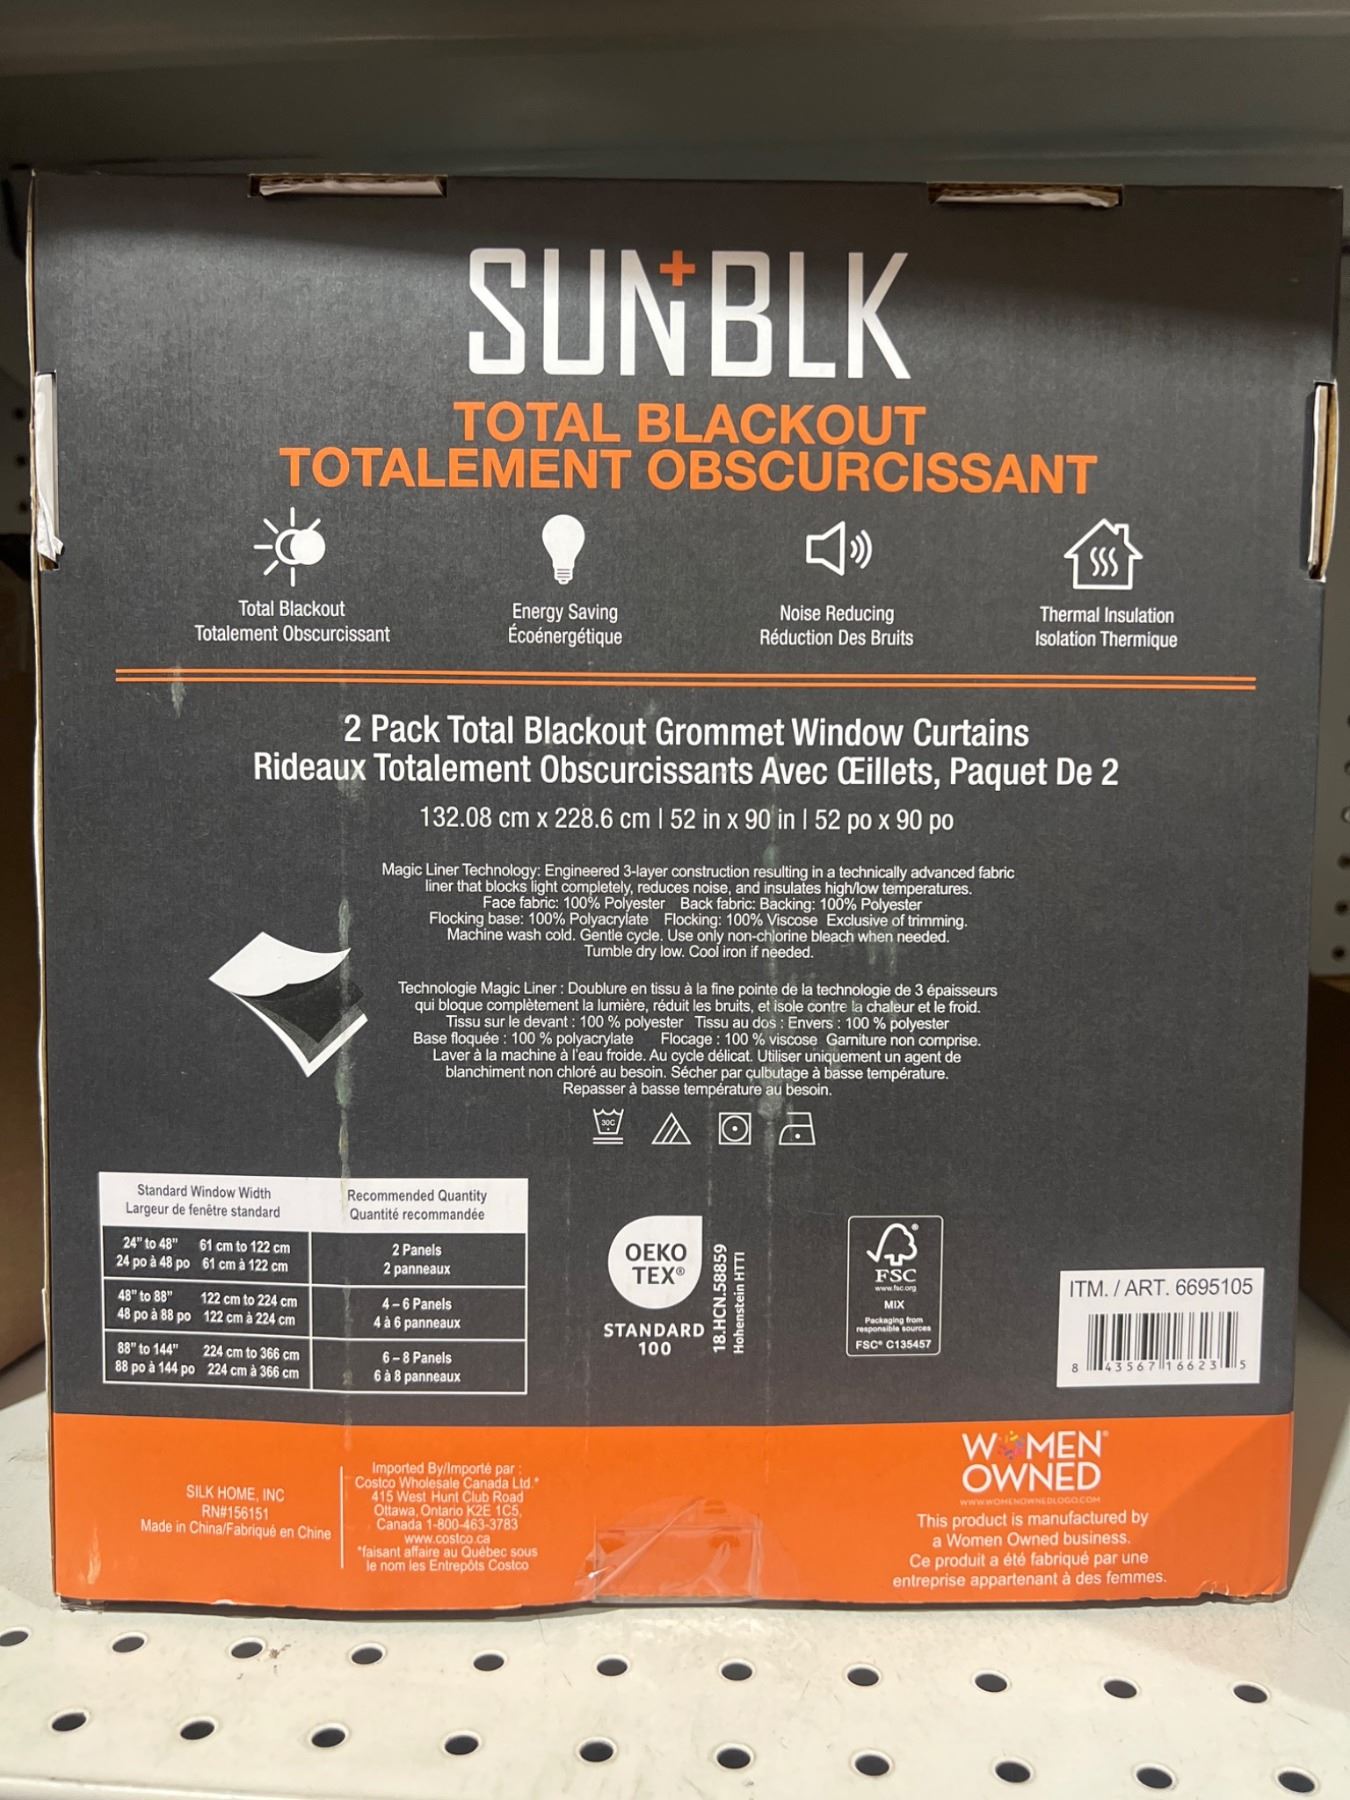 SUN+BLK
TOTAL BLACKOUT
TOTALEMENT OBSCURCISSANT
Total Blackout
Totalement Obscurcissant
Energy Saving
Écoénergétique
Noise Reducing
Réduction Des Bruits
Thermal Insulation
Isolation Thermique
2 Pack Total Blackout Grommet Window Curtains
Rideaux Totalement Obscurcissants Avec Œillets, Paquet De 2
132.08 cm x 228.6 cm | 52 in x 90 in | 52 po x 90 po
Magic Liner Technology: Engineered 3-layer construction resulting in a technically advanced fabric
liner that blocks light completely, reduces noise, and insulates high/low temperatures.
Face fabric: 100% Polyester Back fabric: Backing: 100% Polyester
Flocking base: 100% Polyacrylate Flocking: 100% Viscose Exclusive of trimming.
Machine wash cold. Gentle cycle. Use only non-chlorine bleach when needed.
Tumble dry low. Cool iron if needed.
Technologie Magic Liner : Doublure en tissu à la fine pointe de la technologie de 3 épaisseurs
qui bloque complètement la lumière, réduit les bruits, et isole contre la chaleur et le froid.
Tissu sur le devant : 100 % polyester Tissu au dos : Envers : 100 % polyester
Base floquée : 100 % polyacrylate Flocage : 100 % viscose Garniture non comprise.
Laver à la machine à l'eau froide. Au cycle délicat. Utiliser uniquement un agent de
blanchiment non chloré au besoin. Sécher par culbutage à basse température.
Repasser à basse température au besoin.
30C
Standard Window Width
Largeur de fenêtre standard
Recommended Quantity
Quantité recommandée
24" to 48" 61 cm to 122 cm
24 po à 48 po 61 cm à 122 cm
2 Panels
2 panneaux
48" to 88" 122 cm to 224 cm
48 po à 88 po 122 cm à 224 cm
4 – 6 Panels
4 à 6 panneaux
88" to 144" 224 cm to 366 cm
88 po à 144 po 224 cm à 366 cm
6 – 8 Panels
6 à 8 panneaux
OEKO
TEX®
STANDARD
100
18.HCN.58859
Hohenstein HTTI
FSC
www.fsc.org
MIX
Packaging from
responsible sources
FSC® C135457
ITM. / ART. 6695105
8 43567 16623 5
SILK HOME, INC
RN#156151
Made in China/Fabriqué en Chine
Imported By/Importé par :
Costco Wholesale Canada Ltd.*
415 West Hunt Club Road
Ottawa, Ontario K2E 1C5,
Canada 1-800-463-3783
www.costco.ca
*faisant affaire au Québec sous
le nom les Entrepôts Costco
WOMEN®
OWNED
WWW.WOMENOWNEDLOGO.COM
This product is manufactured by
a Women Owned business.
Ce produit a été fabriqué par une
entreprise appartenant à des femmes.